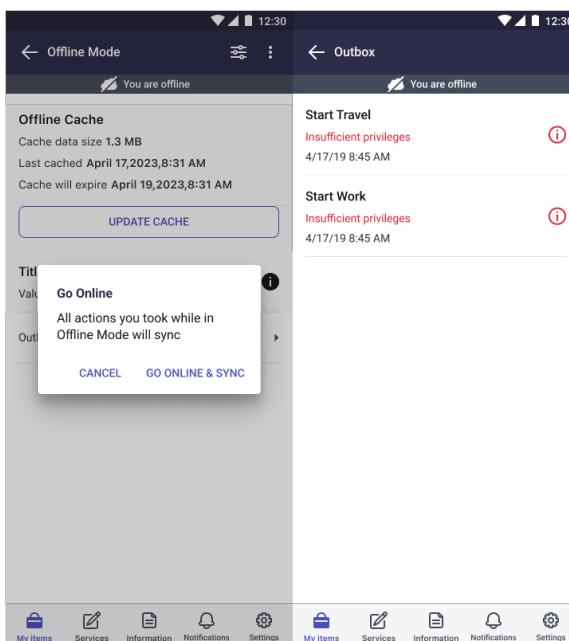 12:30
Offline Mode
You are offline
Offline Cache
Cache data size 1.3 MB
Last cached April 17,2023,8:31 AM
Cache will expire April 19,2023,8:31 AM
UPDATE CACHE
Titl
Valu
Go Online
All actions you took while in
Offline Mode will sync
CANCEL GO ONLINE & SYNC
Outl
My items Services Information Notifications Settings
12:30
Outbox
You are offline
Start Travel
Insufficient privileges
4/17/19 8:45 AM
Start Work
Insufficient privileges
4/17/19 8:45 AM
My items Services Information Notifications Settings